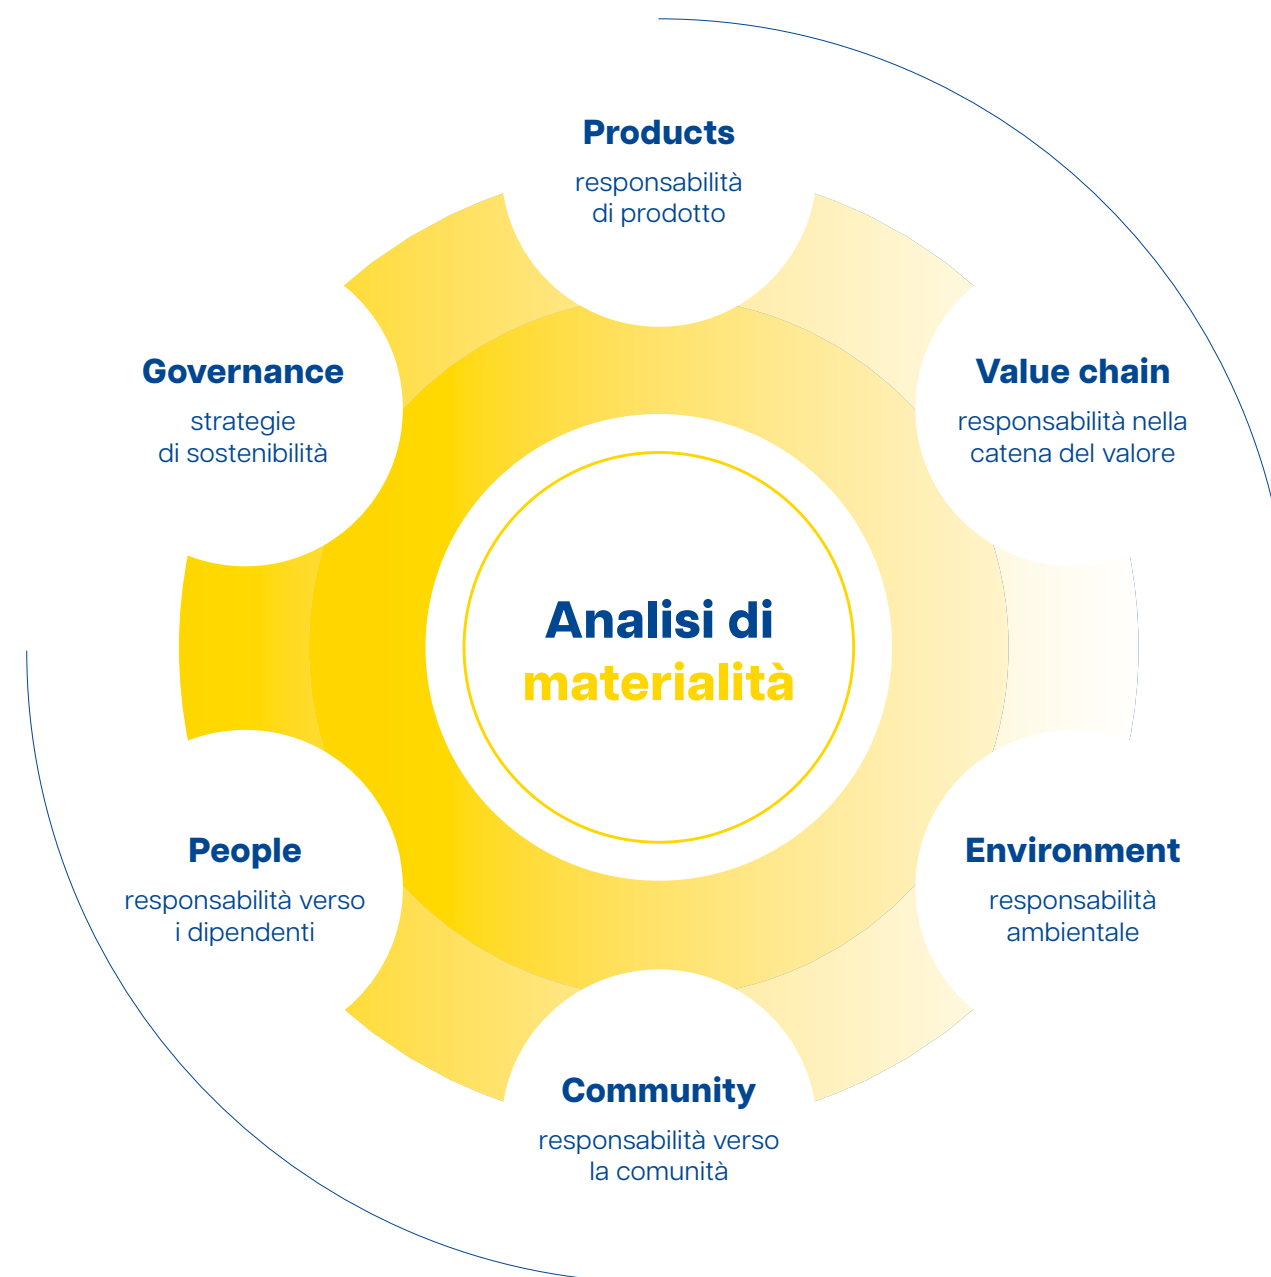 Products
responsabilità
di prodotto
Governance
strategie
di sostenibilità
Value chain
responsabilità nella
catena del valore
Analisi di
materialità
People
responsabilità verso
i dipendenti
Environment
responsabilità
ambientale
Community
responsabilità verso
la comunità